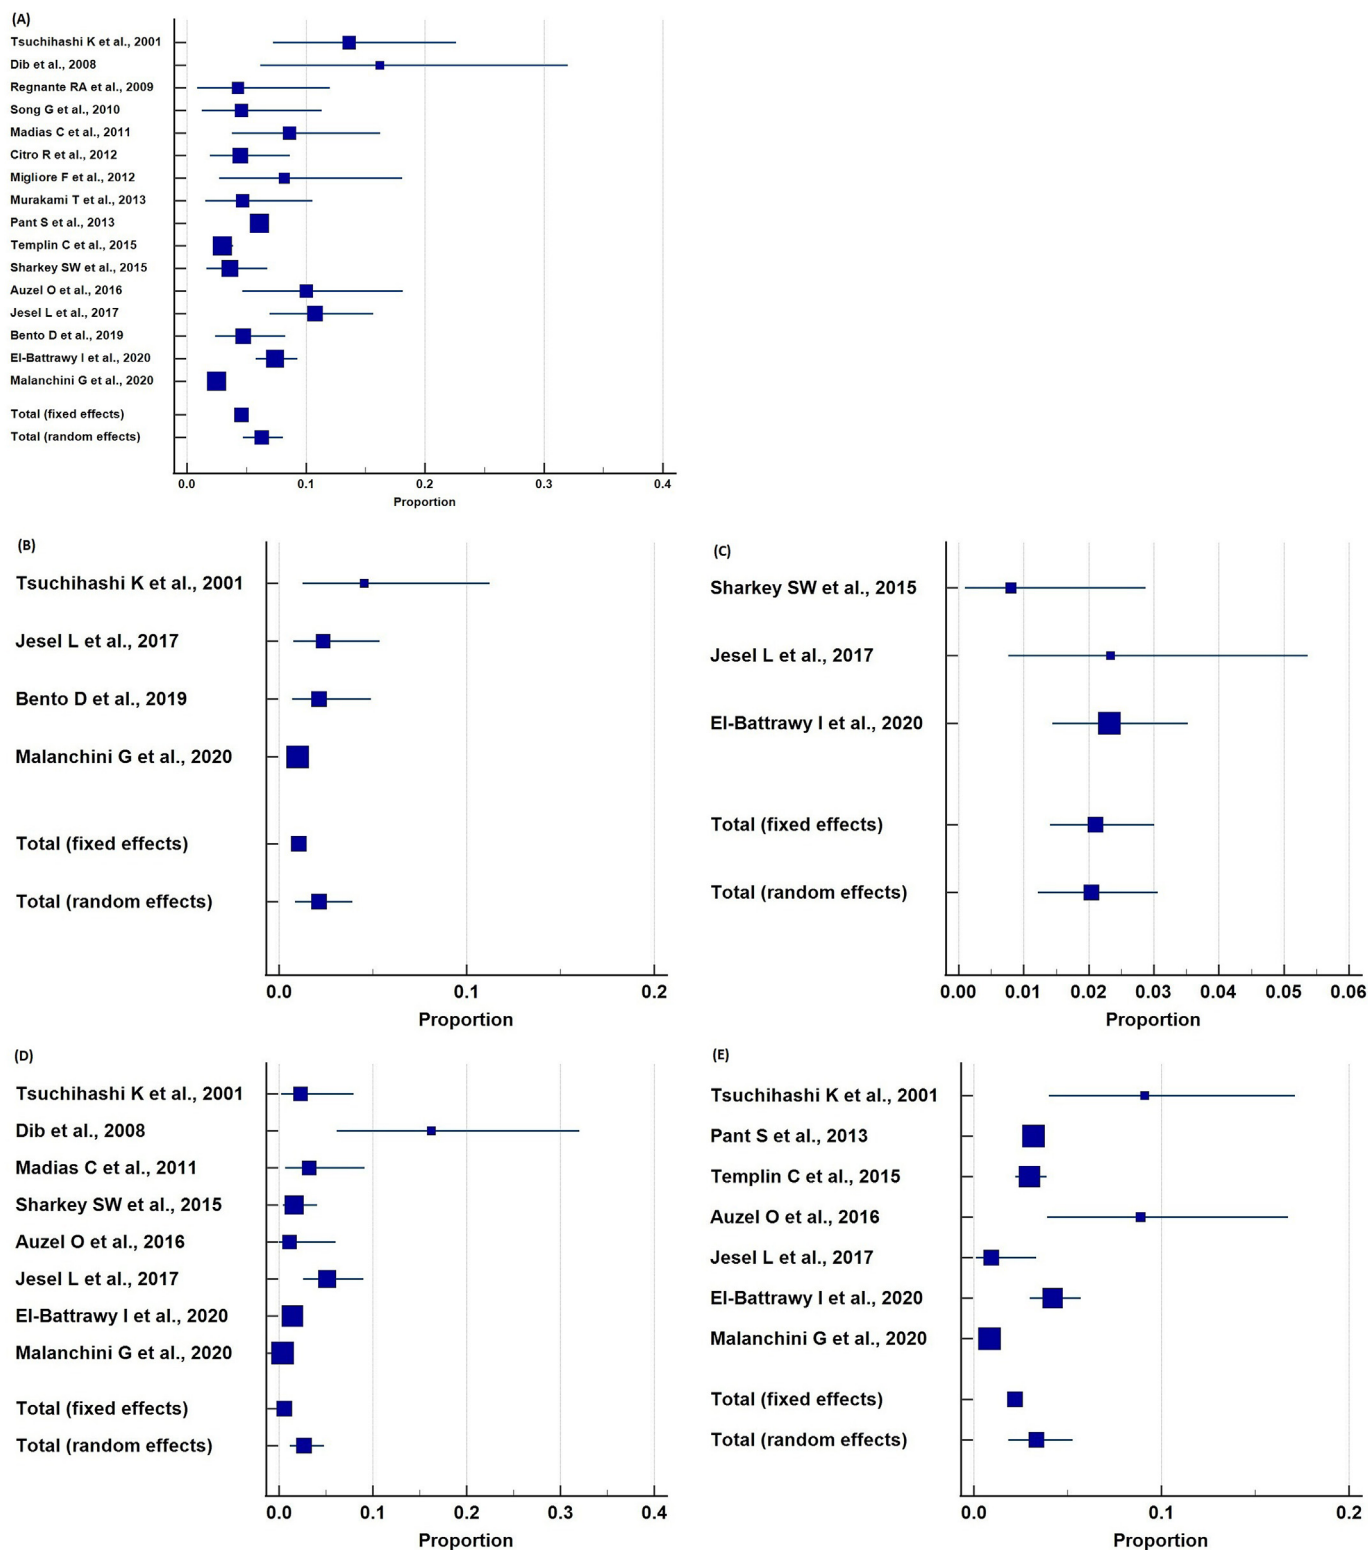 (A)
Tsuchihashi K et al., 2001
Dib et al., 2008
Regnante RA et al., 2009
Song G et al., 2010
Madias C et al., 2011
Citro R et al., 2012
Migliore F et al., 2012
Murakami T et al., 2013
Pant S et al., 2013
Templin C et al., 2015
Sharkey SW et al., 2015
Auzel O et al., 2016
Jesel L et al., 2017
Bento D et al., 2019
El-Battrawy I et al., 2020
Malanchini G et al., 2020
Total (fixed effects)
Total (random effects)
0.0 0.1 0.2 0.3 0.4
Proportion
(B)
Tsuchihashi K et al., 2001
Jesel L et al., 2017
Bento D et al., 2019
Malanchini G et al., 2020
Total (fixed effects)
Total (random effects)
0.0 0.1 0.2
Proportion
(C)
Sharkey SW et al., 2015
Jesel L et al., 2017
El-Battrawy I et al., 2020
Total (fixed effects)
Total (random effects)
0.00 0.01 0.02 0.03 0.04 0.05 0.06
Proportion
(D)
Tsuchihashi K et al., 2001
Dib et al., 2008
Madias C et al., 2011
Sharkey SW et al., 2015
Auzel O et al., 2016
Jesel L et al., 2017
El-Battrawy I et al., 2020
Malanchini G et al., 2020
Total (fixed effects)
Total (random effects)
0.0 0.1 0.2 0.3 0.4
Proportion
(E)
Tsuchihashi K et al., 2001
Pant S et al., 2013
Templin C et al., 2015
Auzel O et al., 2016
Jesel L et al., 2017
El-Battrawy I et al., 2020
Malanchini G et al., 2020
Total (fixed effects)
Total (random effects)
0.0 0.1 0.2
Proportion